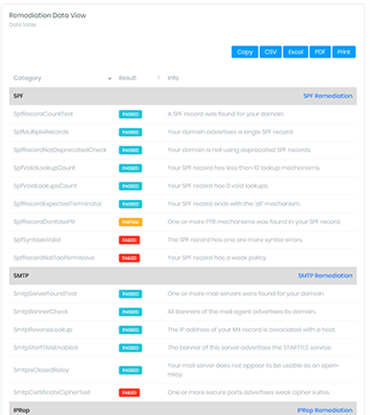 Remediation Data View
Data table
Copy CSV Excel PDF Print
Category Result Info
SPF SPF Remediation
SpfRecordCountTest PASSED A SPF record was found for your domain.
SpfMultipleRecords PASSED Your domain advertises a single SPF record.
SpfRecordNotDeprecatedCheck PASSED Your domain is not using deprecated SPF records.
SpfValidLookupCount PASSED Your SPF record has less than 10 lookup mechanisms
SpfVoidLookupsCount PASSED Your SPF record has 0 void lookups.
SpfRecordExpectedTerminator PASSED Your SPF record ends with the 'all' mechanism.
SpfRecordDontUsePtr PARTIAL One or more PTR mechanisms was found in your SPF record.
SpfSyntaxIsValid FAILED The SPF record has one are more syntax errors.
SpfRecordNotTooPermissive FAILED Your SPF record has a weak policy.
SMTP SMTP Remediation
SmtpServerFoundTest PASSED One or more mail servers were found for your domain
SmtpBannerCheck PASSED All banners of the mail agent advertises its domain.
SmtpReverseLookup PASSED The IP address of your MX record is associated with a host.
SmtpStartTlsEnabled PASSED The banner of this server advertises the STARTTLS service.
SmtpIsClosedRelay PASSED Your mail server does not appear to be usable as an open-
relay.
SmtpCertificateCipherTest FAILED One or more secure ports advertises weak cipher suites.
IPRep IPRep Remediation